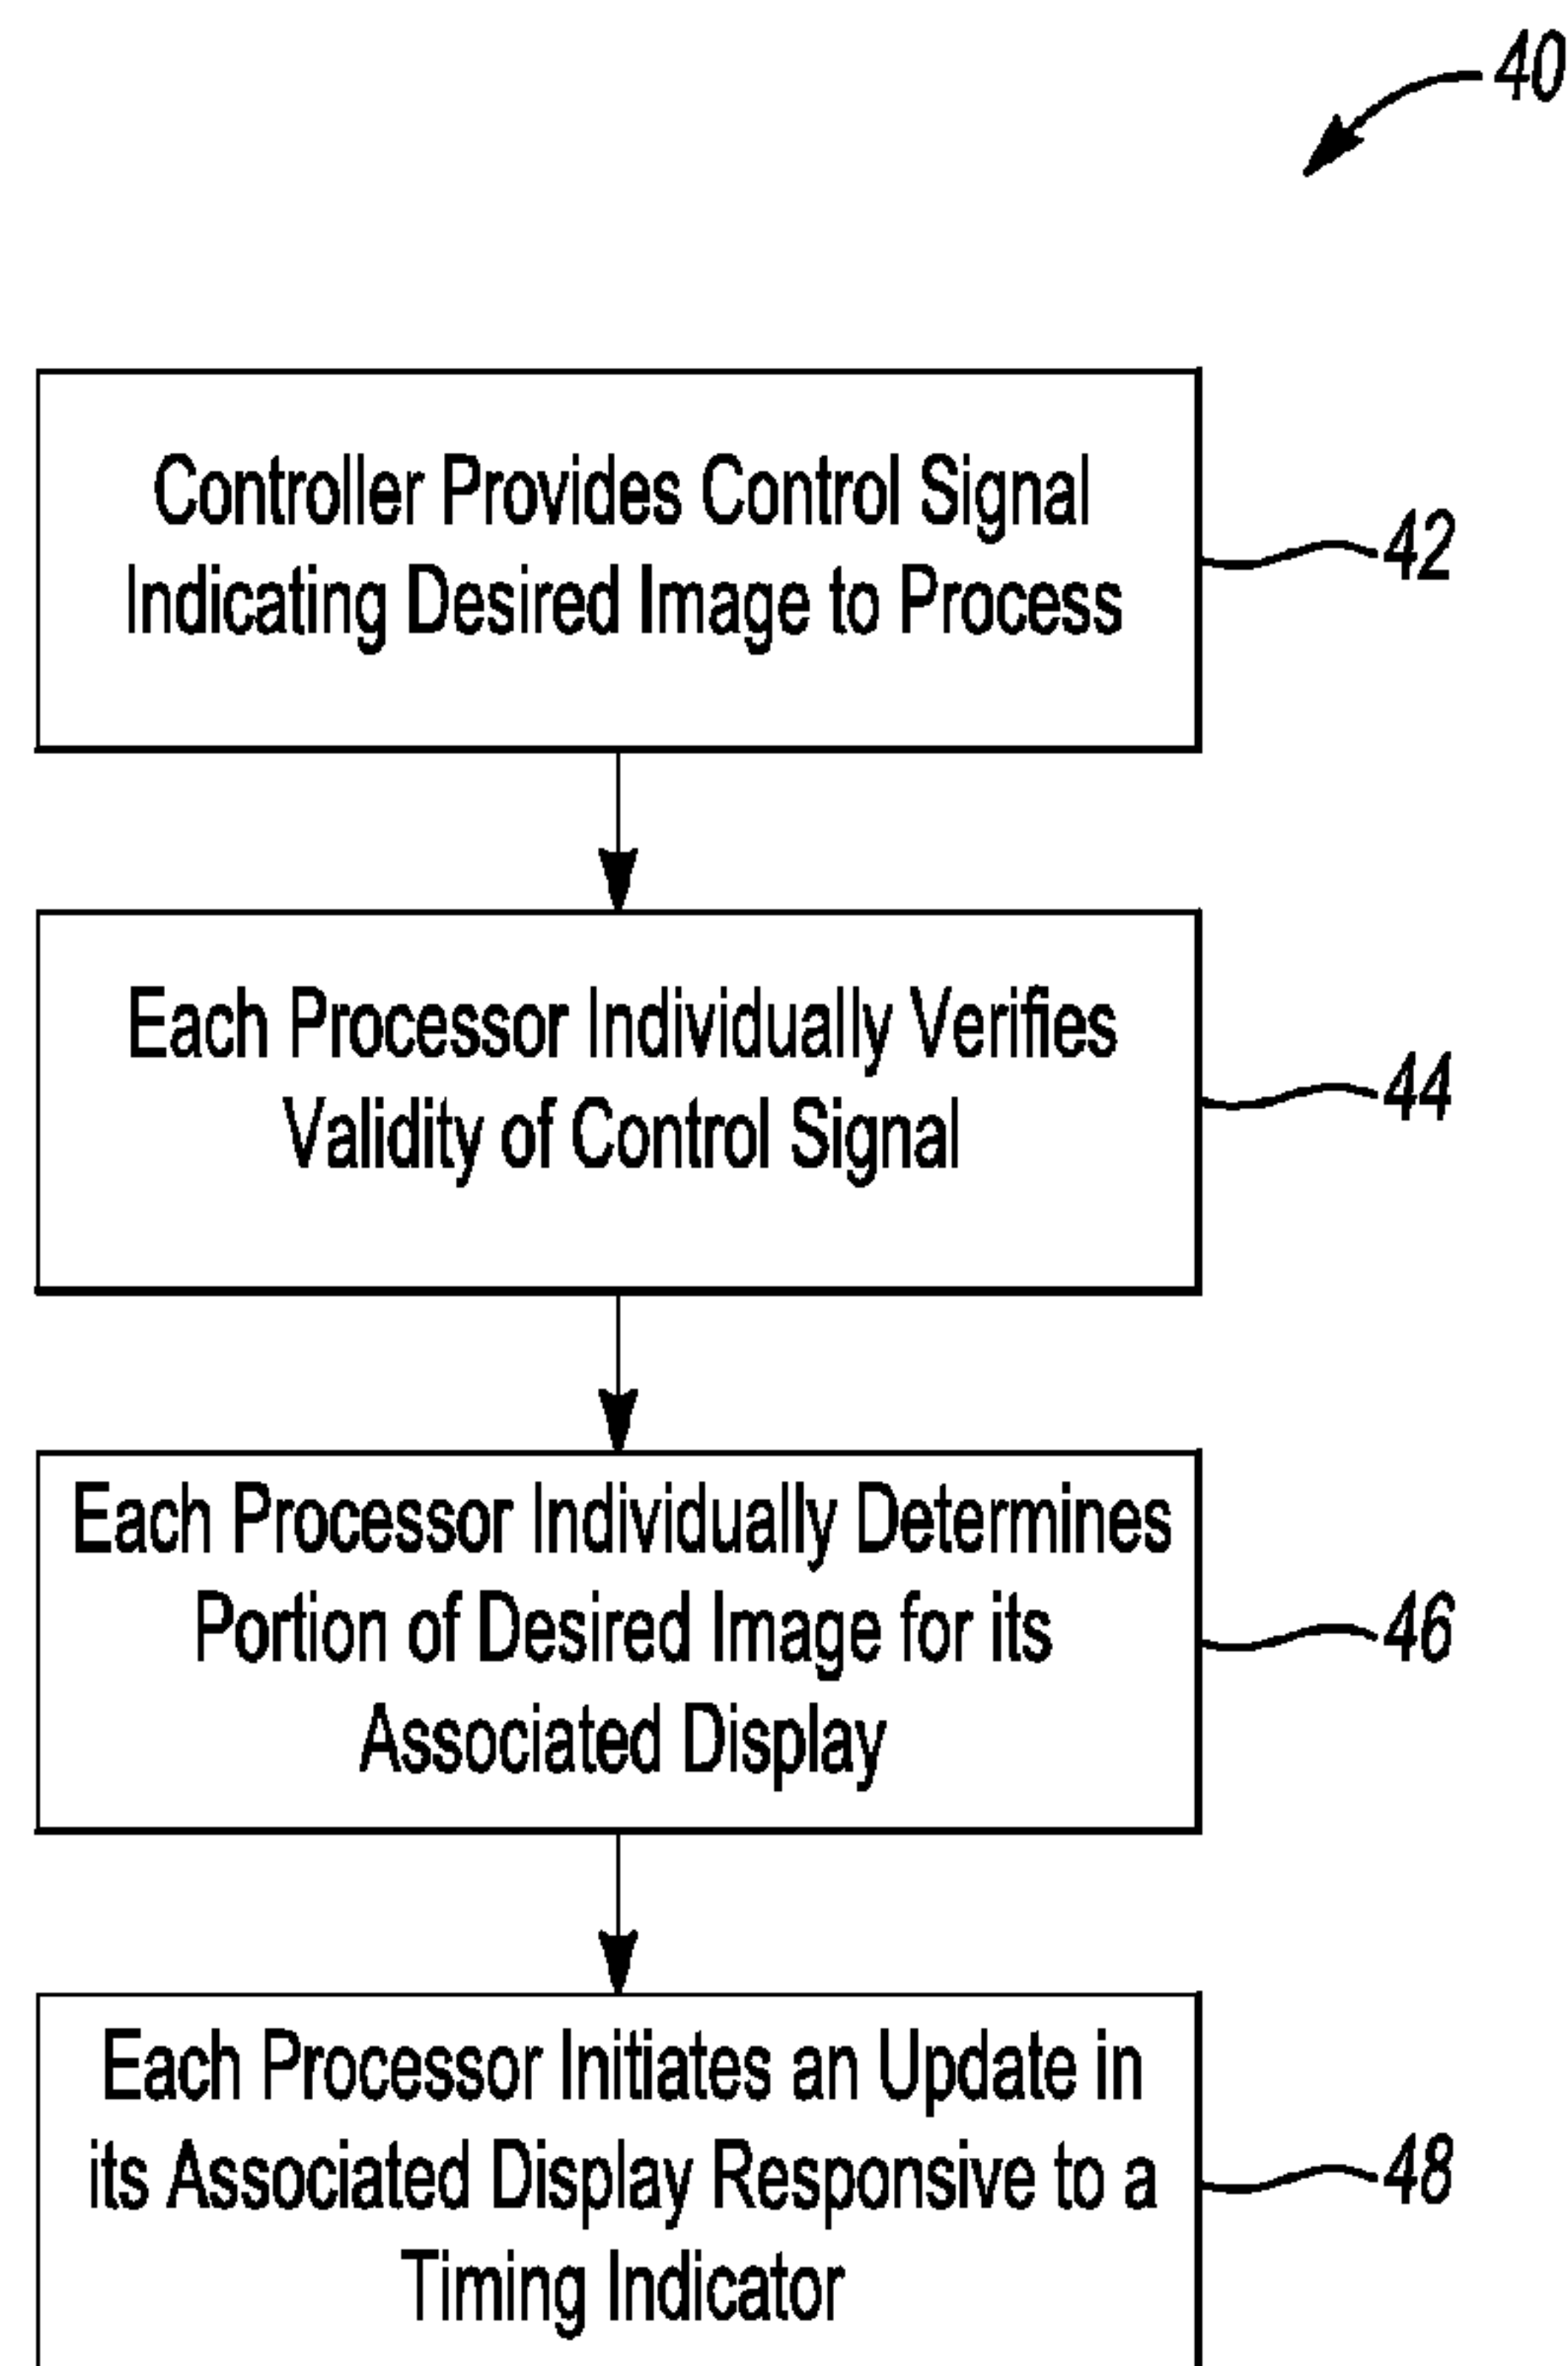 40
Controller Provides Control Signal
Indicating Desired Image to Process
42
Each Processor Individually Verifies
Validity of Control Signal
44
Each Processor Individually Determines
Portion of Desired Image for its
Associated Display
46
Each Processor Initiates an Update in
its Associated Display Responsive to a
Timing Indicator
48